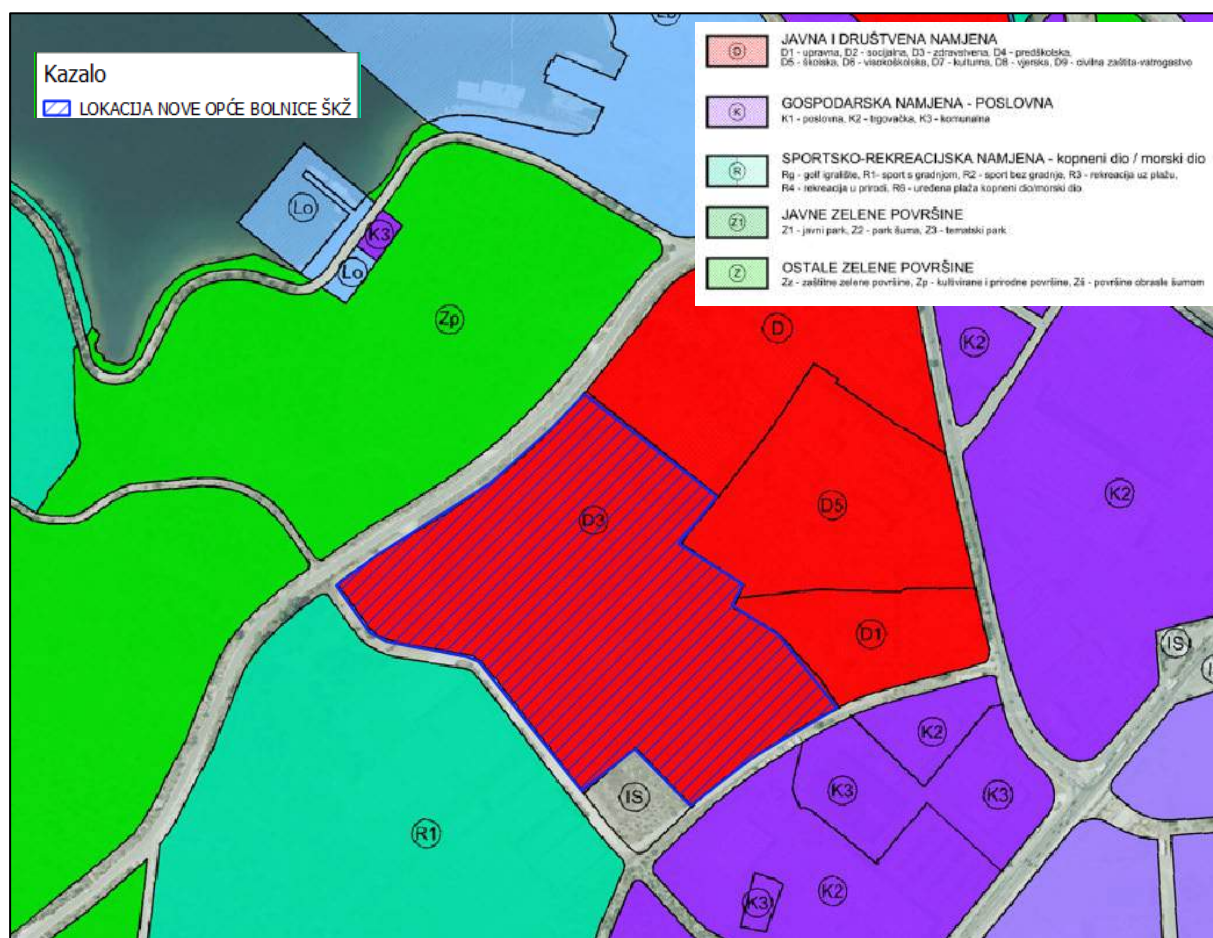 Kazalo
LOKACIJA NOVE OPĆE BOLNICE ŠKŽ
D
JAVNA I DRUŠTVENA NAMJENA
D1 - upravna, D2 - socijalna, D3 - zdravstvena, D4 - predškolska,
D5 - školska, D6 - visokoškolska, D7 - kulturna, D8 - vjerska, D9 - civilna zaštita-vatrogastvo
K
GOSPODARSKA NAMJENA - POSLOVNA
K1 - poslovna, K2 - trgovačka, K3 - komunalna
R
SPORTSKO-REKREACIJSKA NAMJENA - kopneni dio / morski dio
Rg - golf igralište, R1- sport s gradnjom, R2 - sport bez gradnje, R3 - rekreacija uz plažu,
R4 - rekreacija u prirodi, R6 - uređena plaža kopneni dio/morski dio
Z1
JAVNE ZELENE POVRŠINE
Z1 - javni park, Z2 - park šuma, Z3 - tematski park
Z
OSTALE ZELENE POVRŠINE
Zz - zaštitne zelene površine, Zp - kultivirane i prirodne površine, Zš - površine obrasle šumom
Lo
K3
Lo
Zp
D
K2
K2
D3
D5
D1
IS
K2
K3
K3
IS
R1
K2
K3